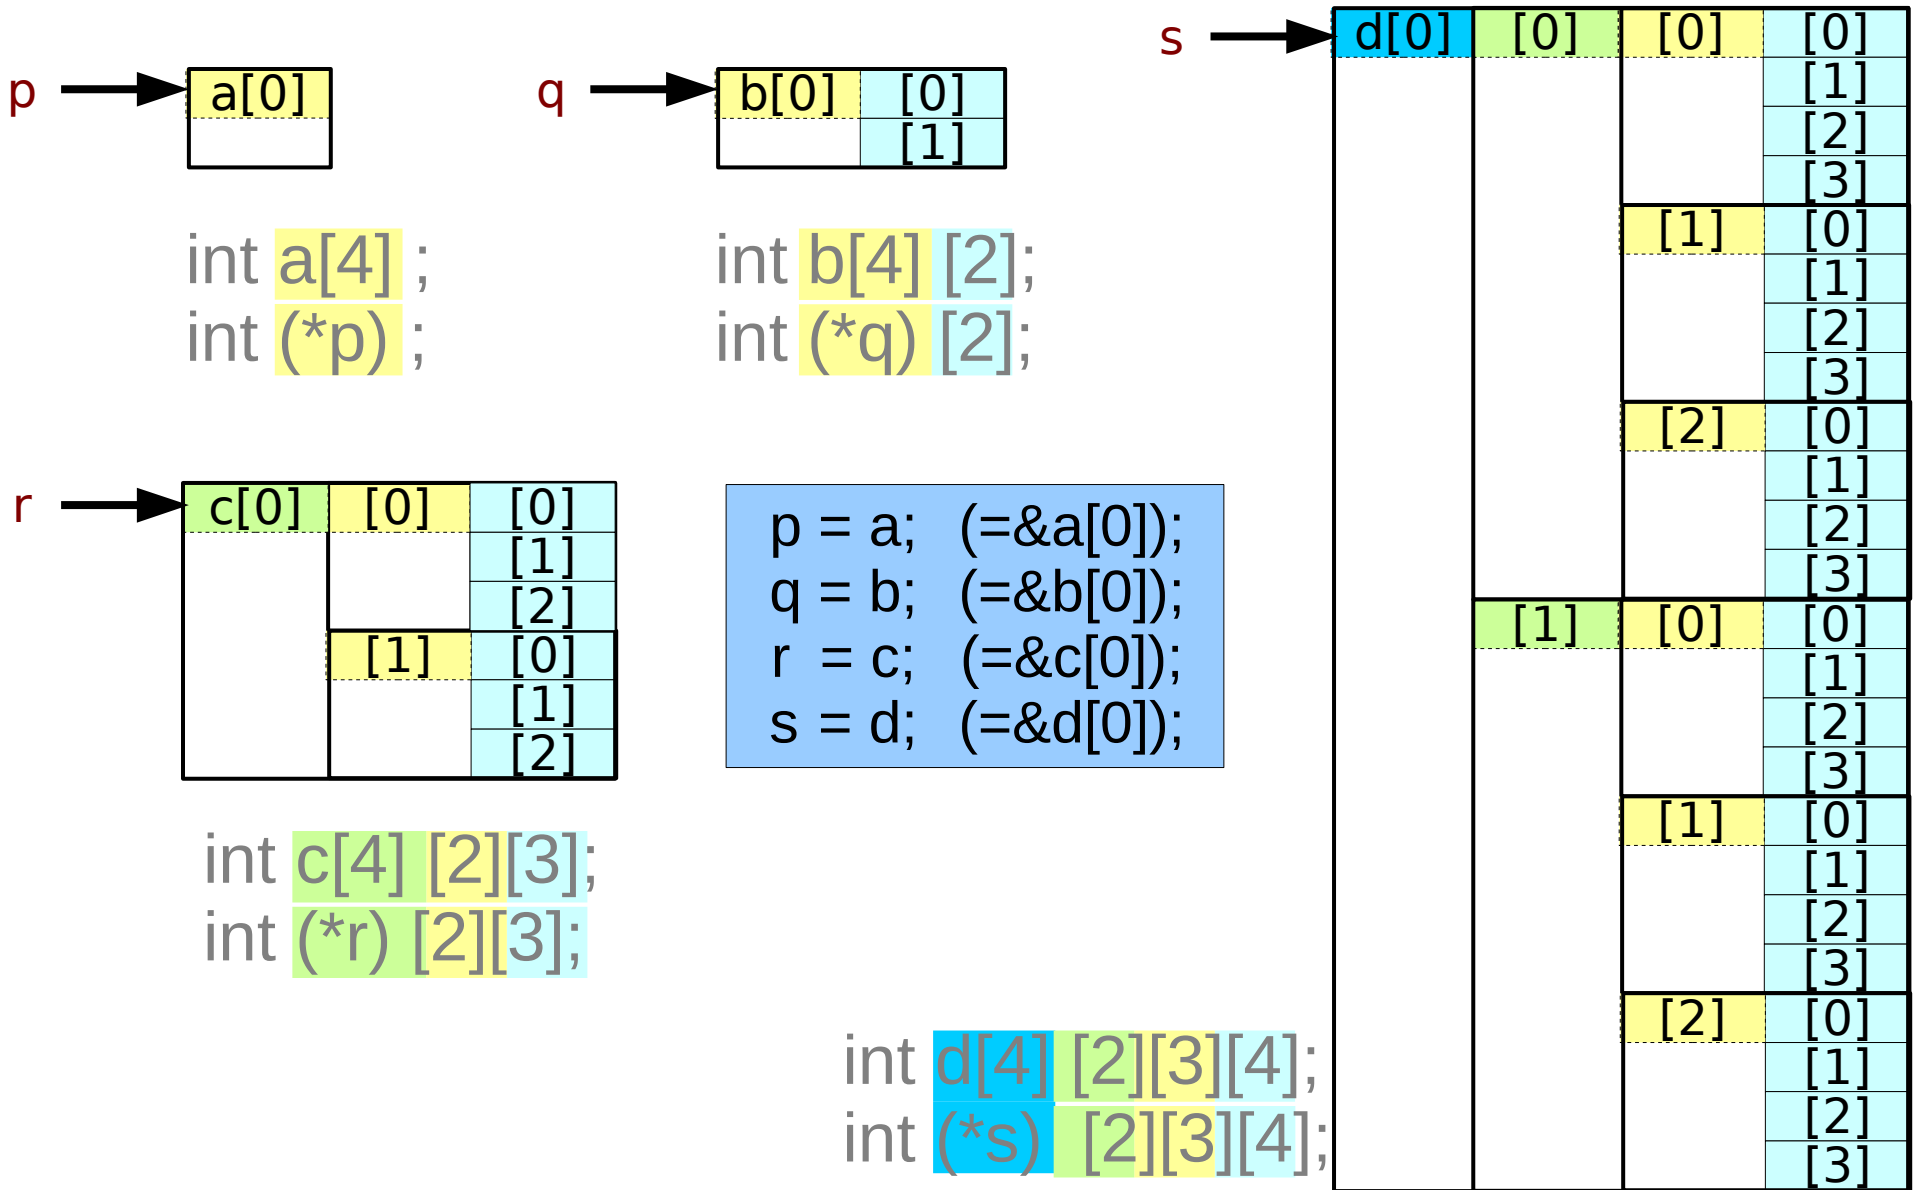 p a[0]
q b[0] [0]
[1]
int a[4] ;
int (*p) ;
int b[4] [2];
int (*q) [2];
r c[0] [0] [0]
[1]
[2]
[1] [0]
[1]
[2]
int c[4] [2][3];
int (*r) [2][3];
p = a; (=&a[0]);
q = b; (=&b[0]);
r = c; (=&c[0]);
s = d; (=&d[0]);
int d[4] [2][3][4];
int (*s) [2][3][4];
s d[0] [0] [0] [0]
[1]
[2]
[3]
[1] [0]
[1]
[2]
[3]
[2] [0]
[1]
[2]
[3]
[1] [0] [0]
[1]
[2]
[3]
[1] [0]
[1]
[2]
[3]
[2] [0]
[1]
[2]
[3]